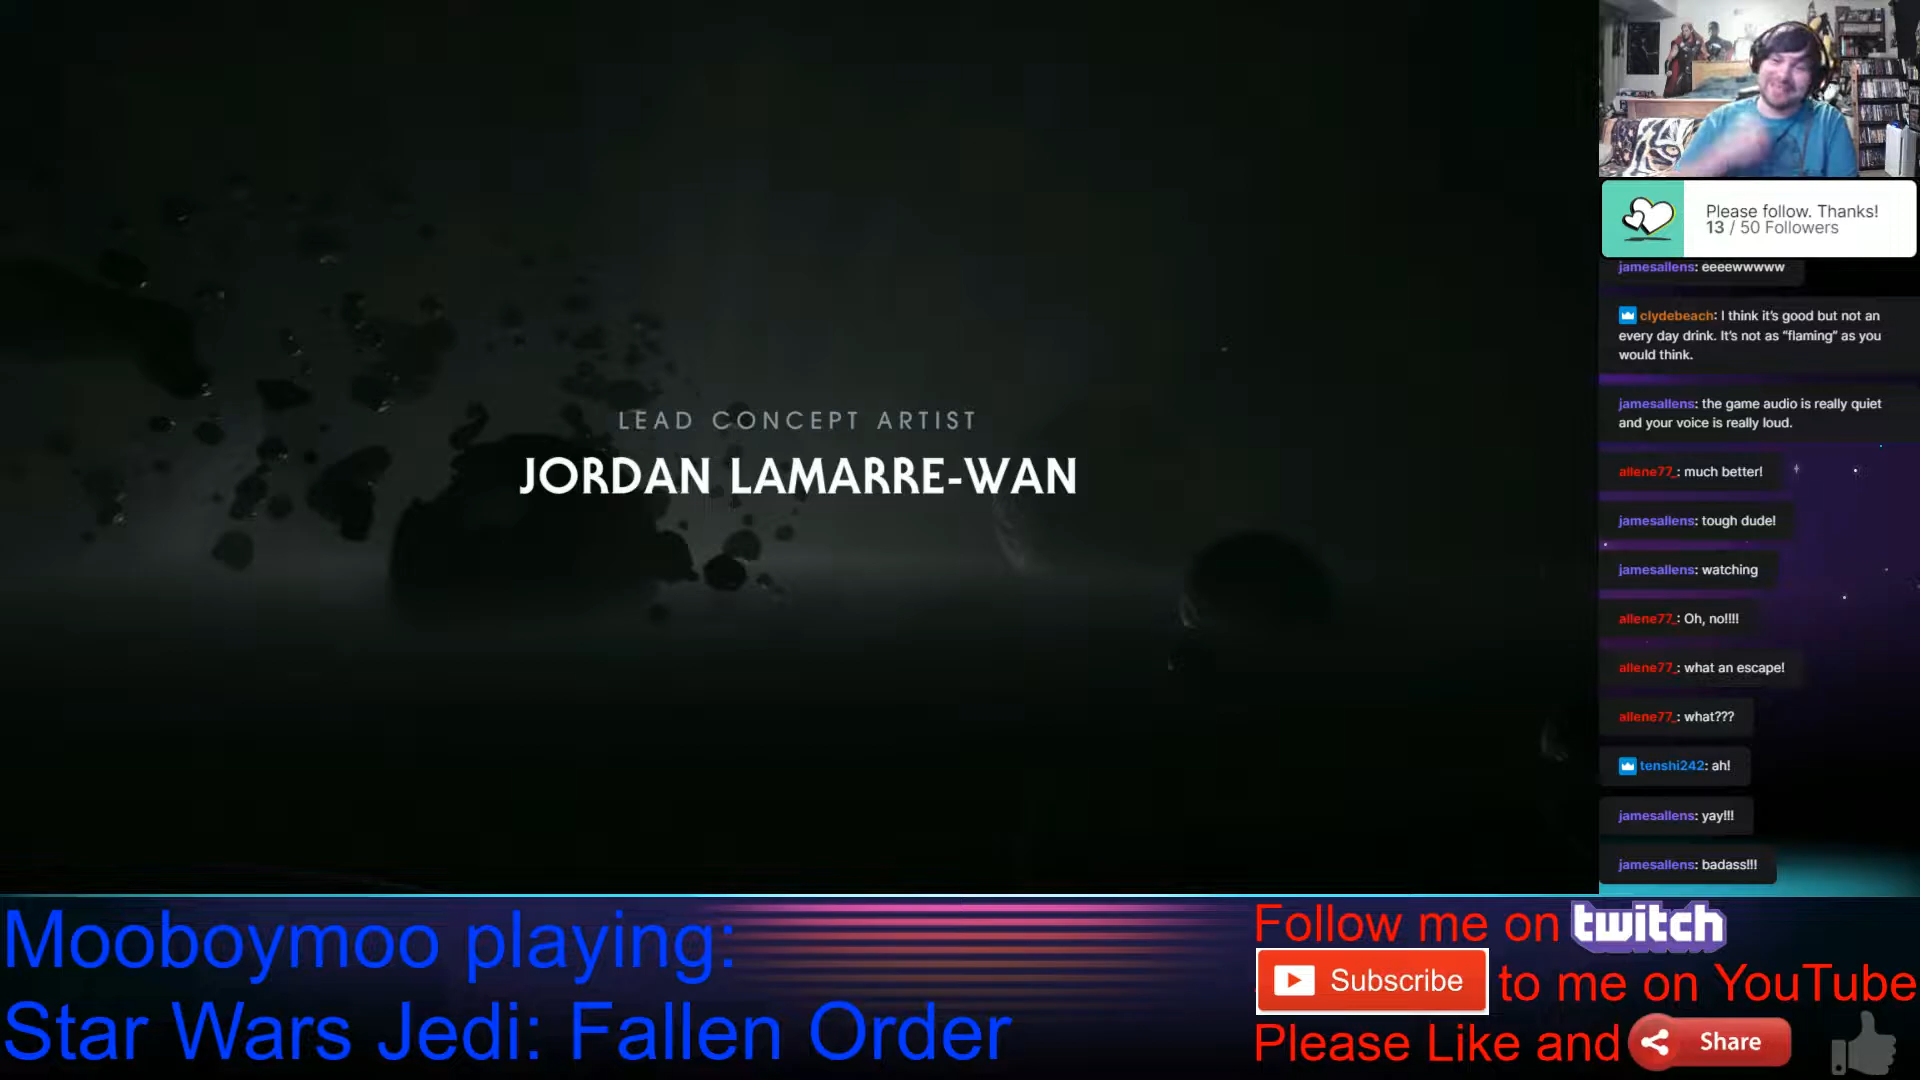 LEAD CONCEPT ARTIST
JORDAN LAMARRE-WAN
Please follow. Thanks!
13 / 50 Followers
jamesallens: eeeewwwww
clydebeach: I think it's good but not an
every day drink. It's not as “flaming” as you
would think.
jamesallens: the game audio is really quiet
and your voice is really loud.
allene77_: much better!
jamesallens: tough dude!
jamesallens: watching
allene77_: Oh, no!!!!
allene77_: what an escape!
allene77_: what???
tenshi242: ah!
jamesallens: yay!!!
jamesallens: badass!!!
Mooboymoo playing:
Star Wars Jedi: Fallen Order
Follow me on twitch
Subscribe to me on YouTube
Please Like and Share